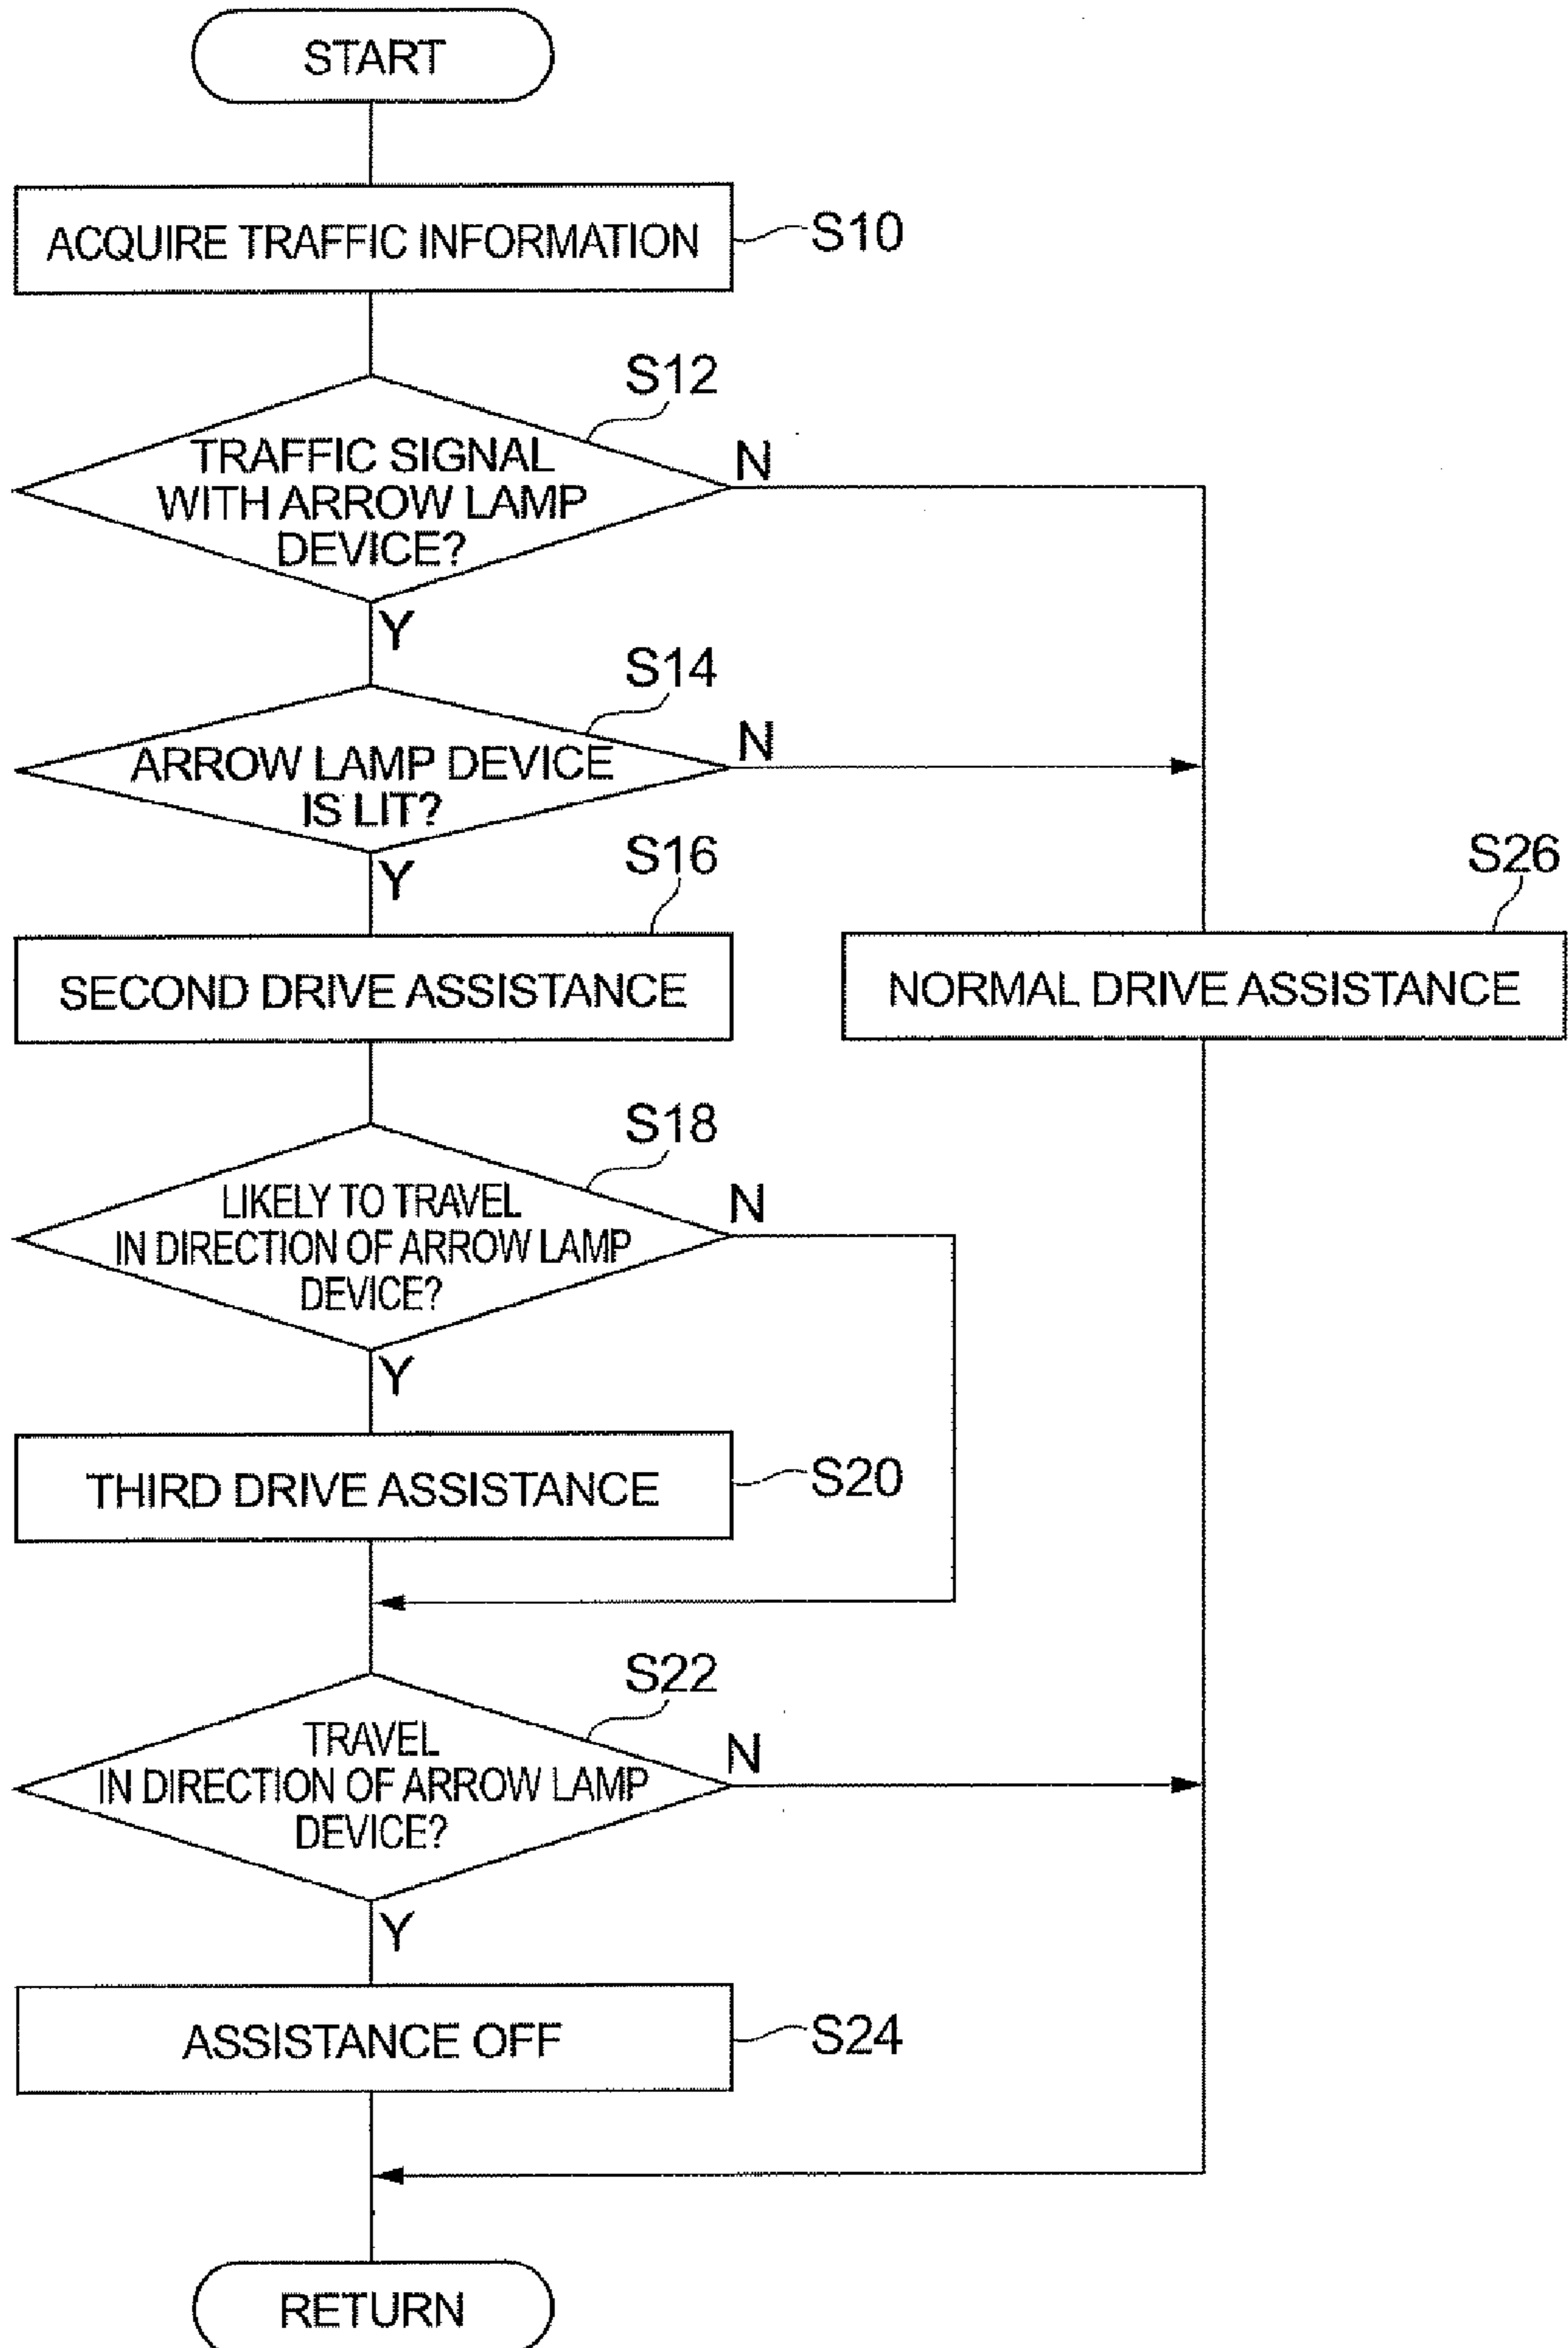 START
ACQUIRE TRAFFIC INFORMATION
S10
S12
TRAFFIC SIGNAL
WITH ARROW LAMP
DEVICE?
N
Y
S14
ARROW LAMP DEVICE
IS LIT?
N
Y
S16
SECOND DRIVE ASSISTANCE
S26
NORMAL DRIVE ASSISTANCE
S18
LIKELY TO TRAVEL
IN DIRECTION OF ARROW LAMP
DEVICE?
N
Y
THIRD DRIVE ASSISTANCE
S20
S22
TRAVEL
IN DIRECTION OF ARROW LAMP
DEVICE?
N
Y
ASSISTANCE OFF
S24
RETURN